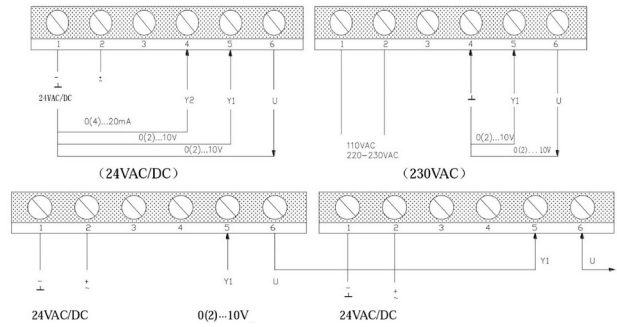 1 2 3 4 5 6 1 2 3 4 5 6
24VAC/DC Y2 Y1 U Y1 U
0(4)...20mA
0(2)...10V 0(2)...10V
0(2)...10V 0(2)...10V
110VAC
220-230VAC
(24VAC/DC) (230VAC)
1 2 3 4 5 6 1 2 3 4 5 6
Y1 U Y1 U
24VAC/DC 0(2)...10V 24VAC/DC